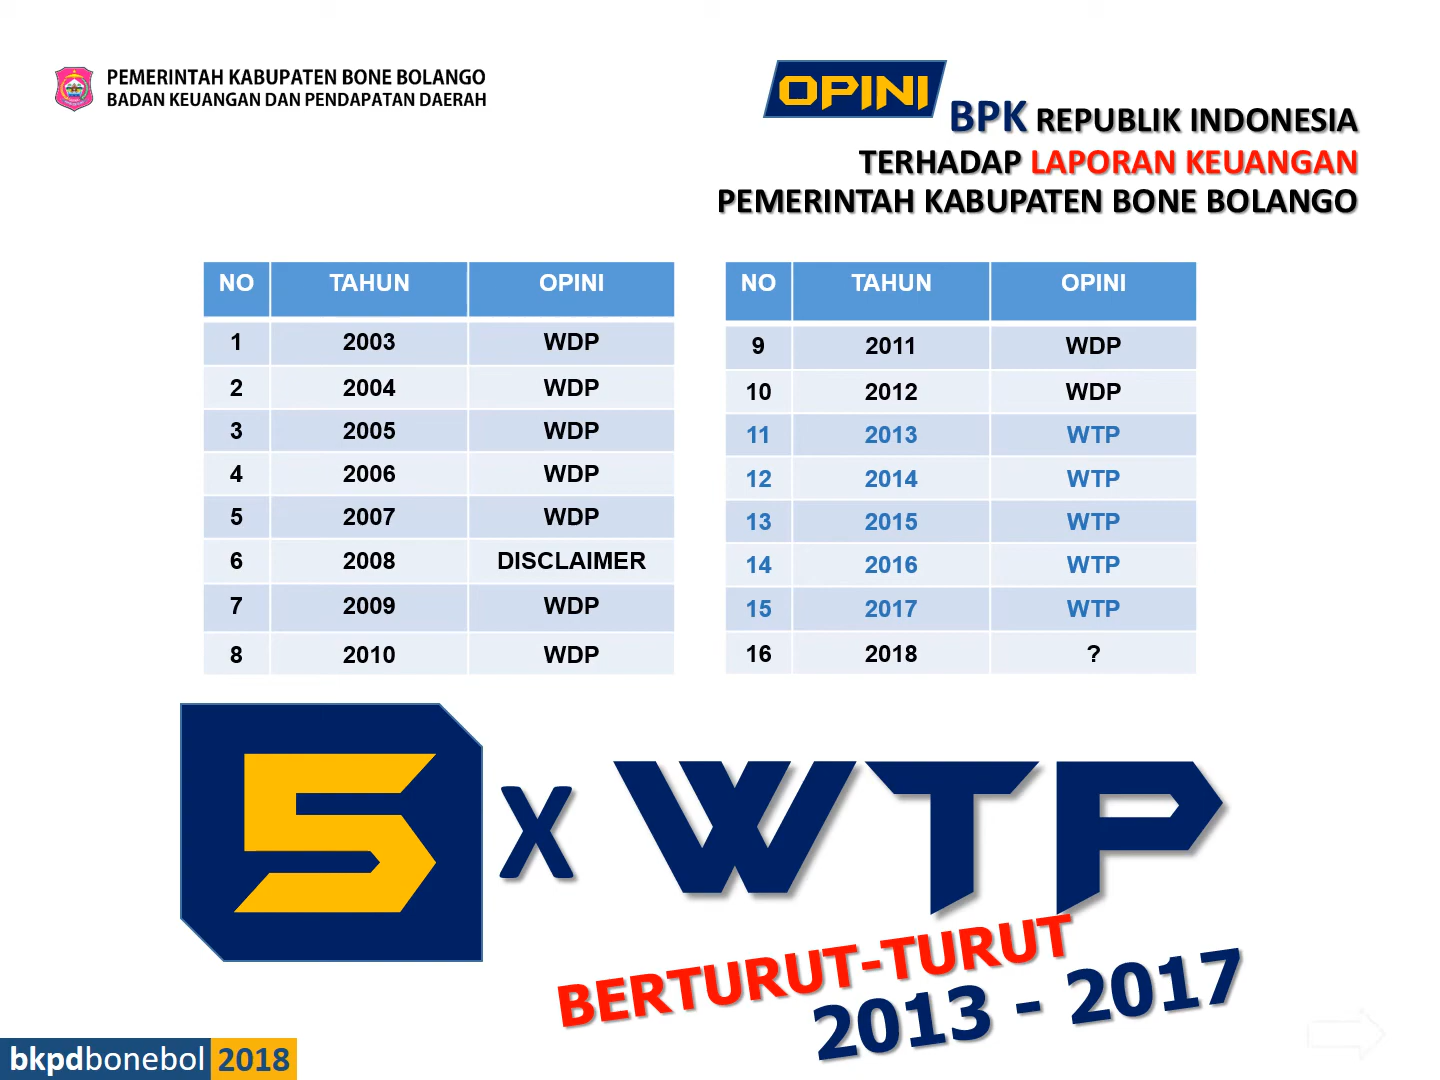 PEMERINTAH KABUPATEN BONE BOLANGO
BADAN KEUANGAN DAN PENDAPATAN DAERAH
OPINI
BPK REPUBLIK INDONESIA
TERHADAP LAPORAN KEUANGAN
PEMERINTAH KABUPATEN BONE BOLANGO
NO TAHUN OPINI
1 2003 WDP
2 2004 WDP
3 2005 WDP
4 2006 WDP
5 2007 WDP
6 2008 DISCLAIMER
7 2009 WDP
8 2010 WDP
NO TAHUN OPINI
9 2011 WDP
10 2012 WDP
11 2013 WTP
12 2014 WTP
13 2015 WTP
14 2016 WTP
15 2017 WTP
16 2018 ?
5 X WTP
BERTURUT-TURUT
2013 - 2017
bkpdbonebol 2018